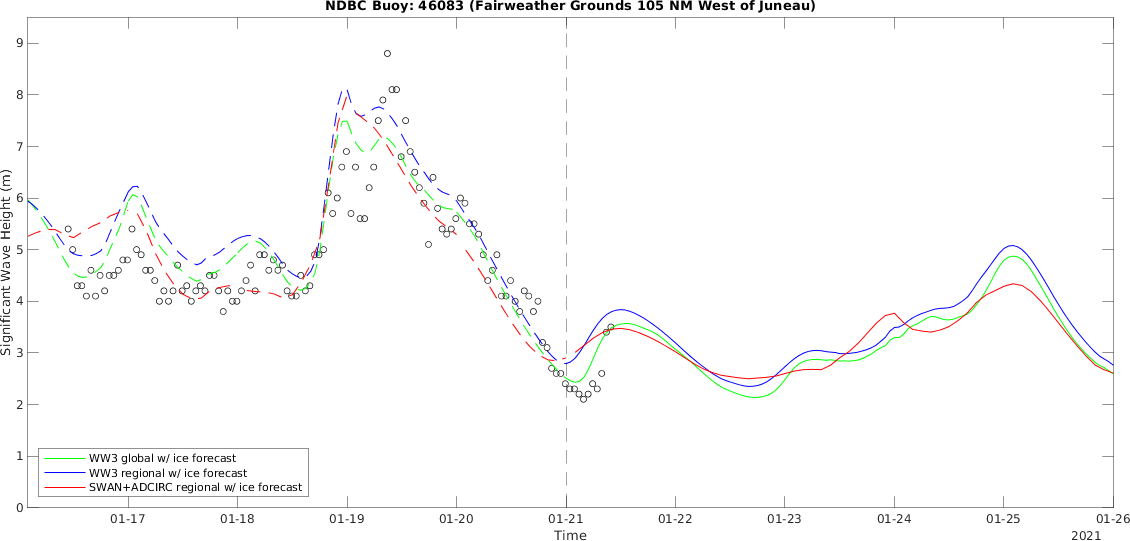 NDBC Buoy: 46083 (Fairweather Grounds 105 NM West of Juneau)
Significant Wave Height (m)
9
8
7
6
5
4
3
2
1
0
WW3 global w/ ice forecast
WW3 regional w/ ice forecast
SWAN+ADCIRC regional w/ ice forecast
01-17 01-18 01-19 01-20 01-21 01-22 01-23 01-24 01-25 01-26
Time
2021